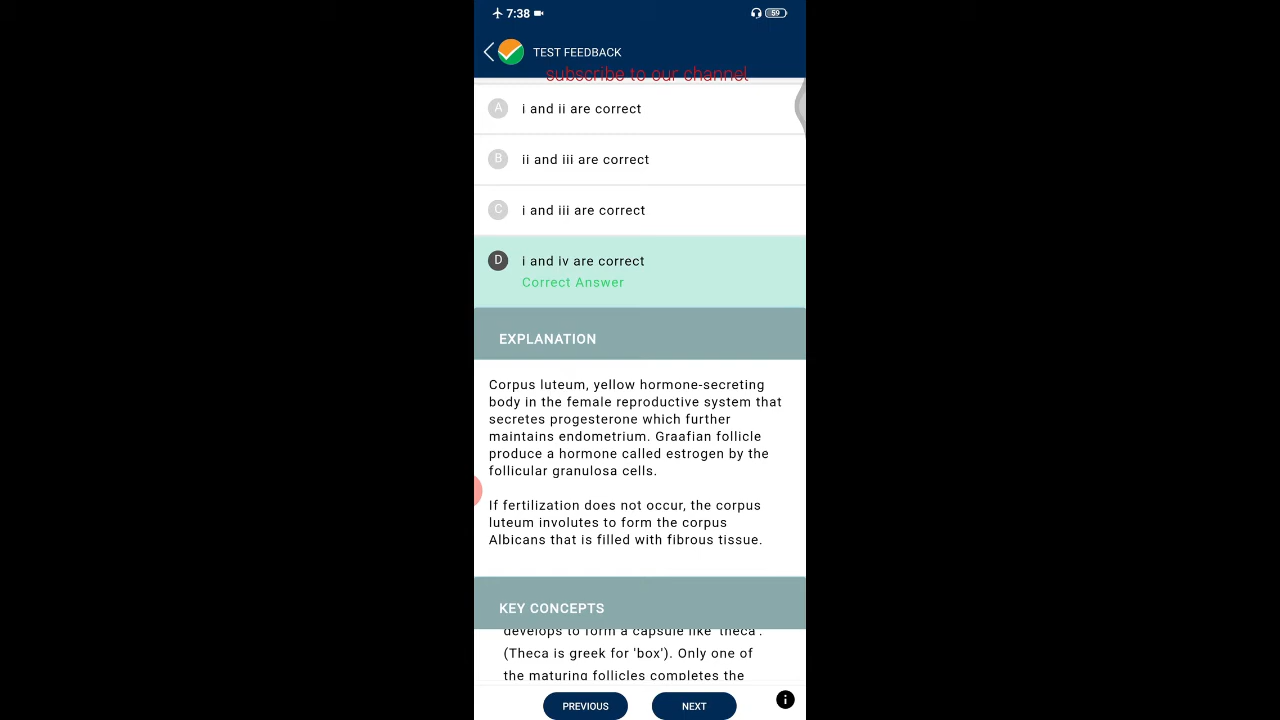 7:38
59
TEST FEEDBACK
subscribe to our channel
A i and ii are correct
B ii and iii are correct
C i and iii are correct
D i and iv are correct
Correct Answer
EXPLANATION
Corpus luteum, yellow hormone-secreting
body in the female reproductive system that
secretes progesterone which further
maintains endometrium. Graafian follicle
produce a hormone called estrogen by the
follicular granulosa cells.
If fertilization does not occur, the corpus
luteum involutes to form the corpus
Albicans that is filled with fibrous tissue.
KEY CONCEPTS
develops to form a capsule like 'theca'.
(Theca is greek for 'box'). Only one of
the maturing follicles completes the
PREVIOUS NEXT i